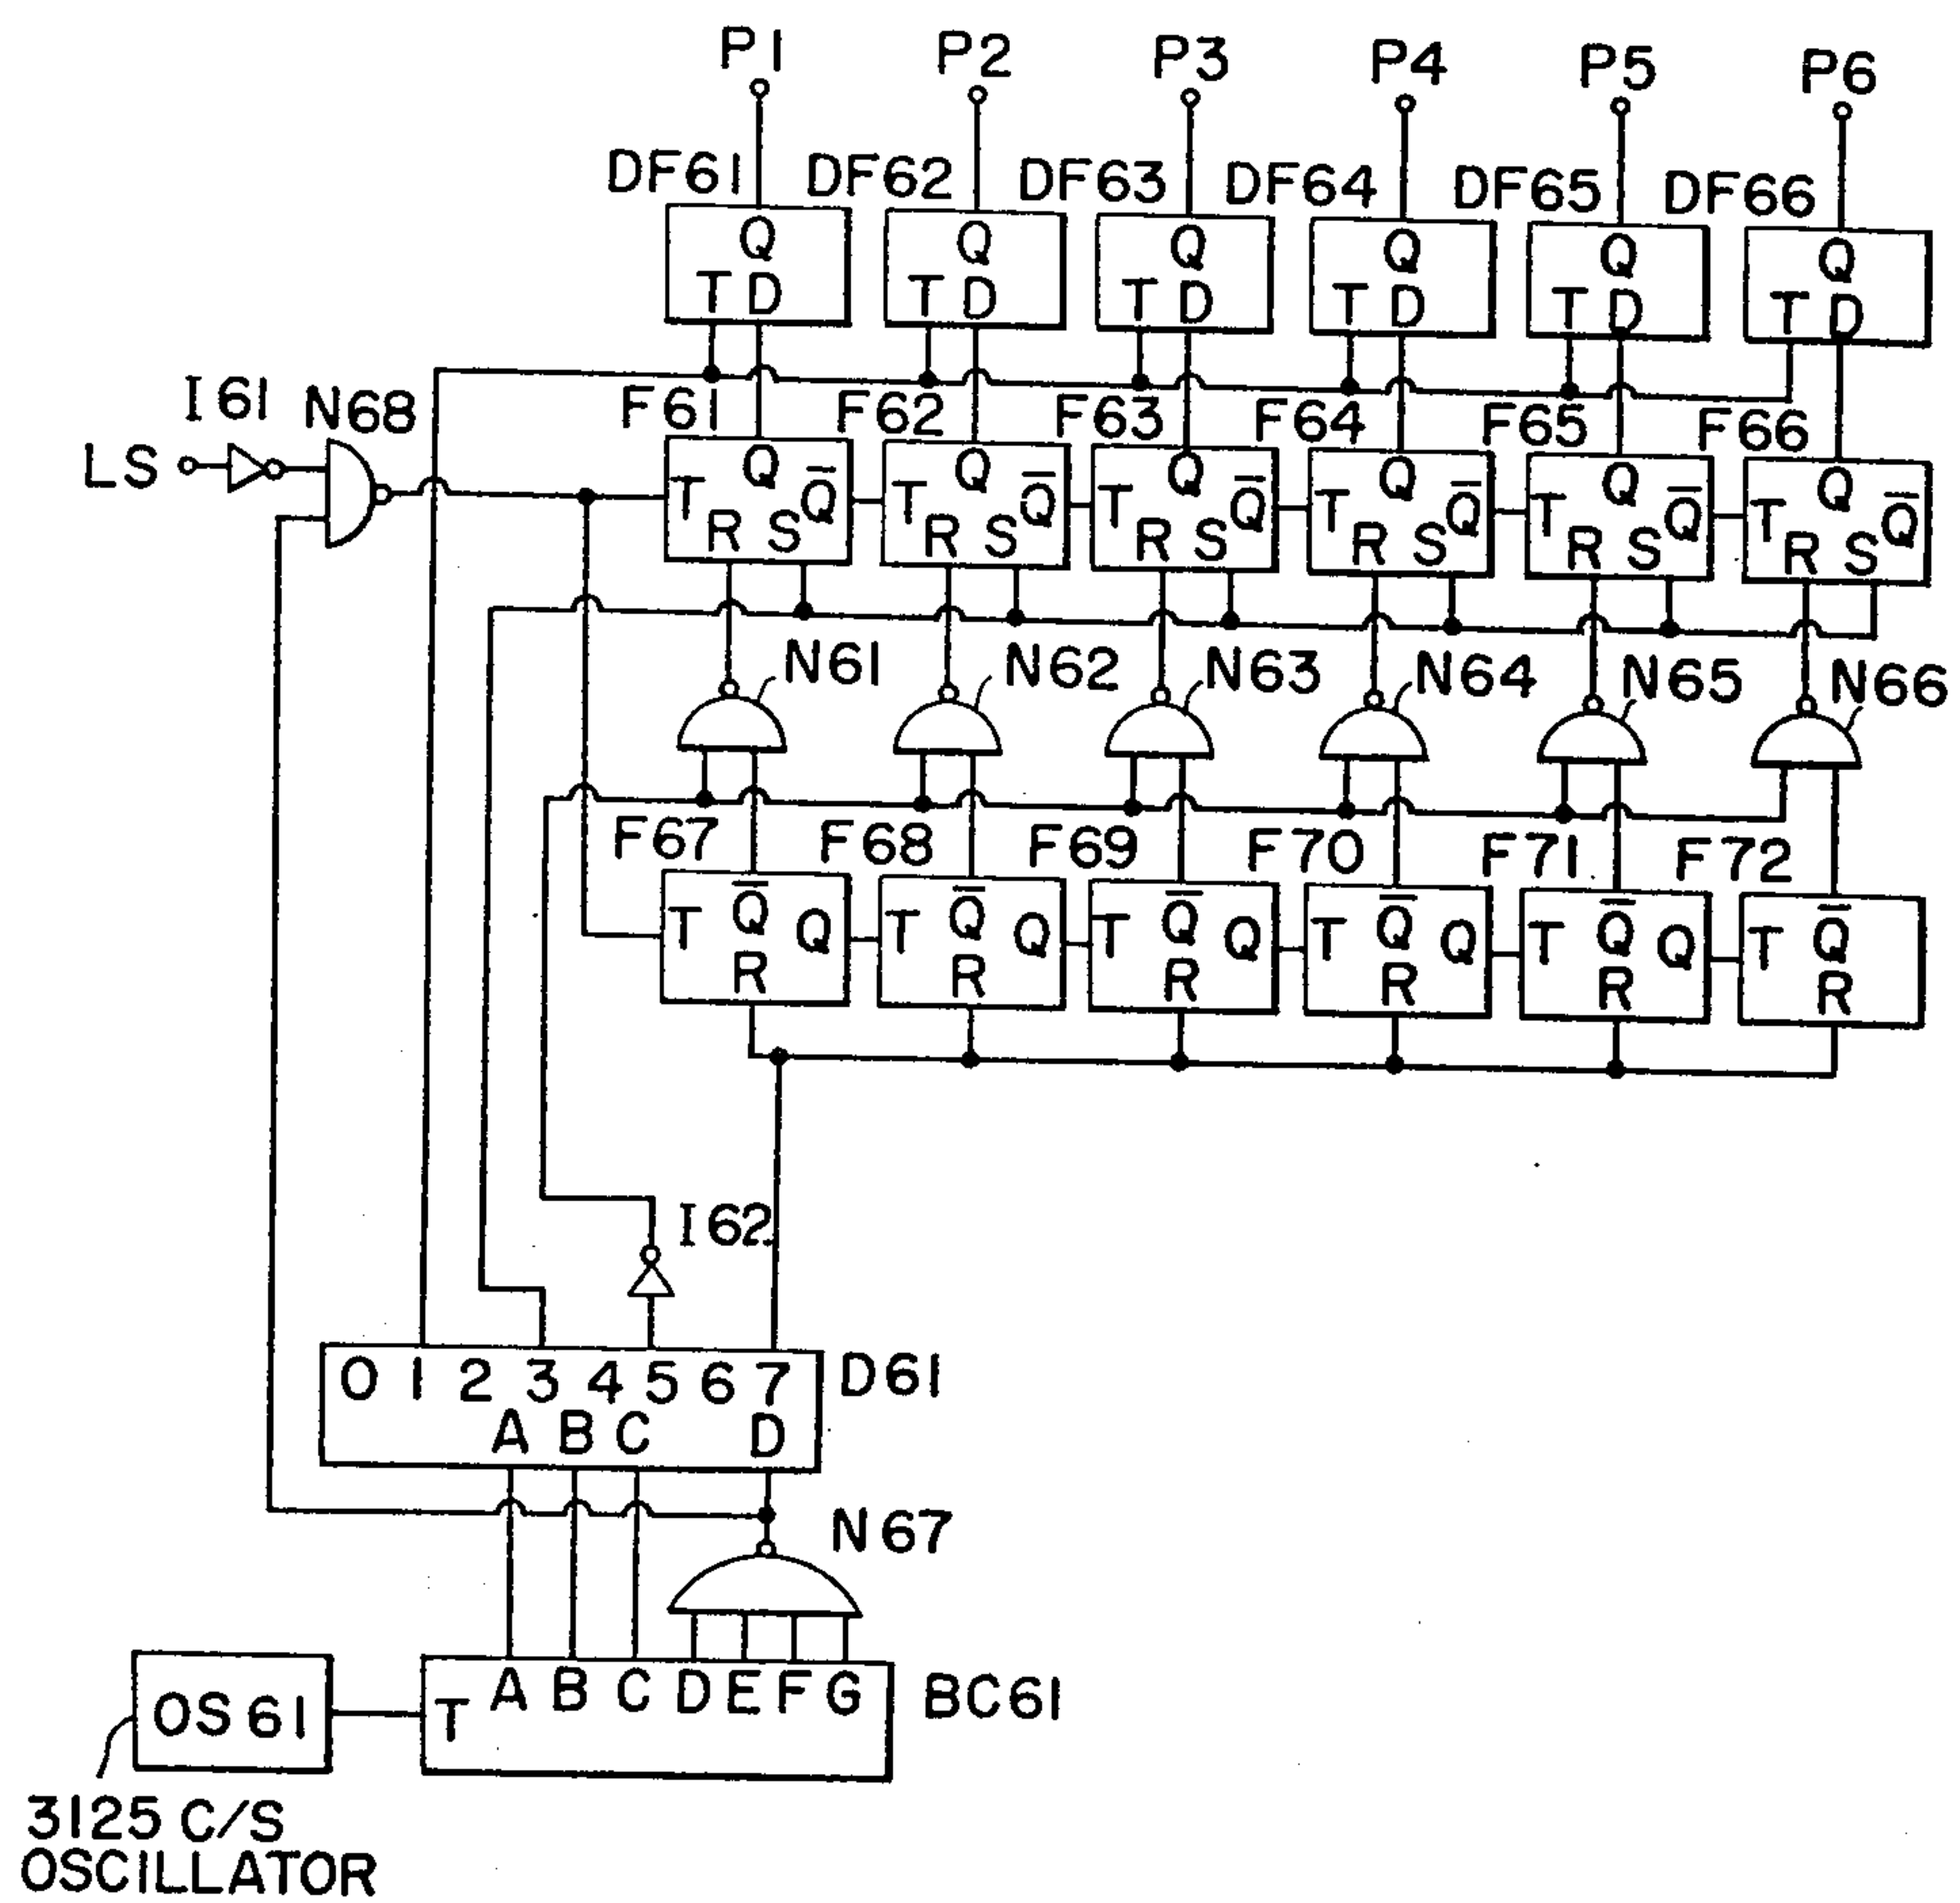 P1 P2 P3 P4 P5 P6
DF61 DF62 DF63 DF64 DF65 DF66
Q Q Q Q Q Q
T D T D T D T D T D T D
I61 N68 F61 F62 F63 F64 F65 F66
LS
T Q Q̅ T Q Q̅ T Q Q̅ T Q Q̅ T Q Q̅ T Q Q̅
R S R S R S R S R S R S
N61 N62 N63 N64 N65 N66
F67 F68 F69 F70 F71 F72
T Q̅ Q T Q̅ Q T Q̅ Q T Q̅ Q T Q̅ Q T Q̅
R R R R R R
I62
0 1 2 3 4 5 6 7 D61
A B C D
N67
OS61 T A B C D E F G BC61
3125 C/S
OSCILLATOR